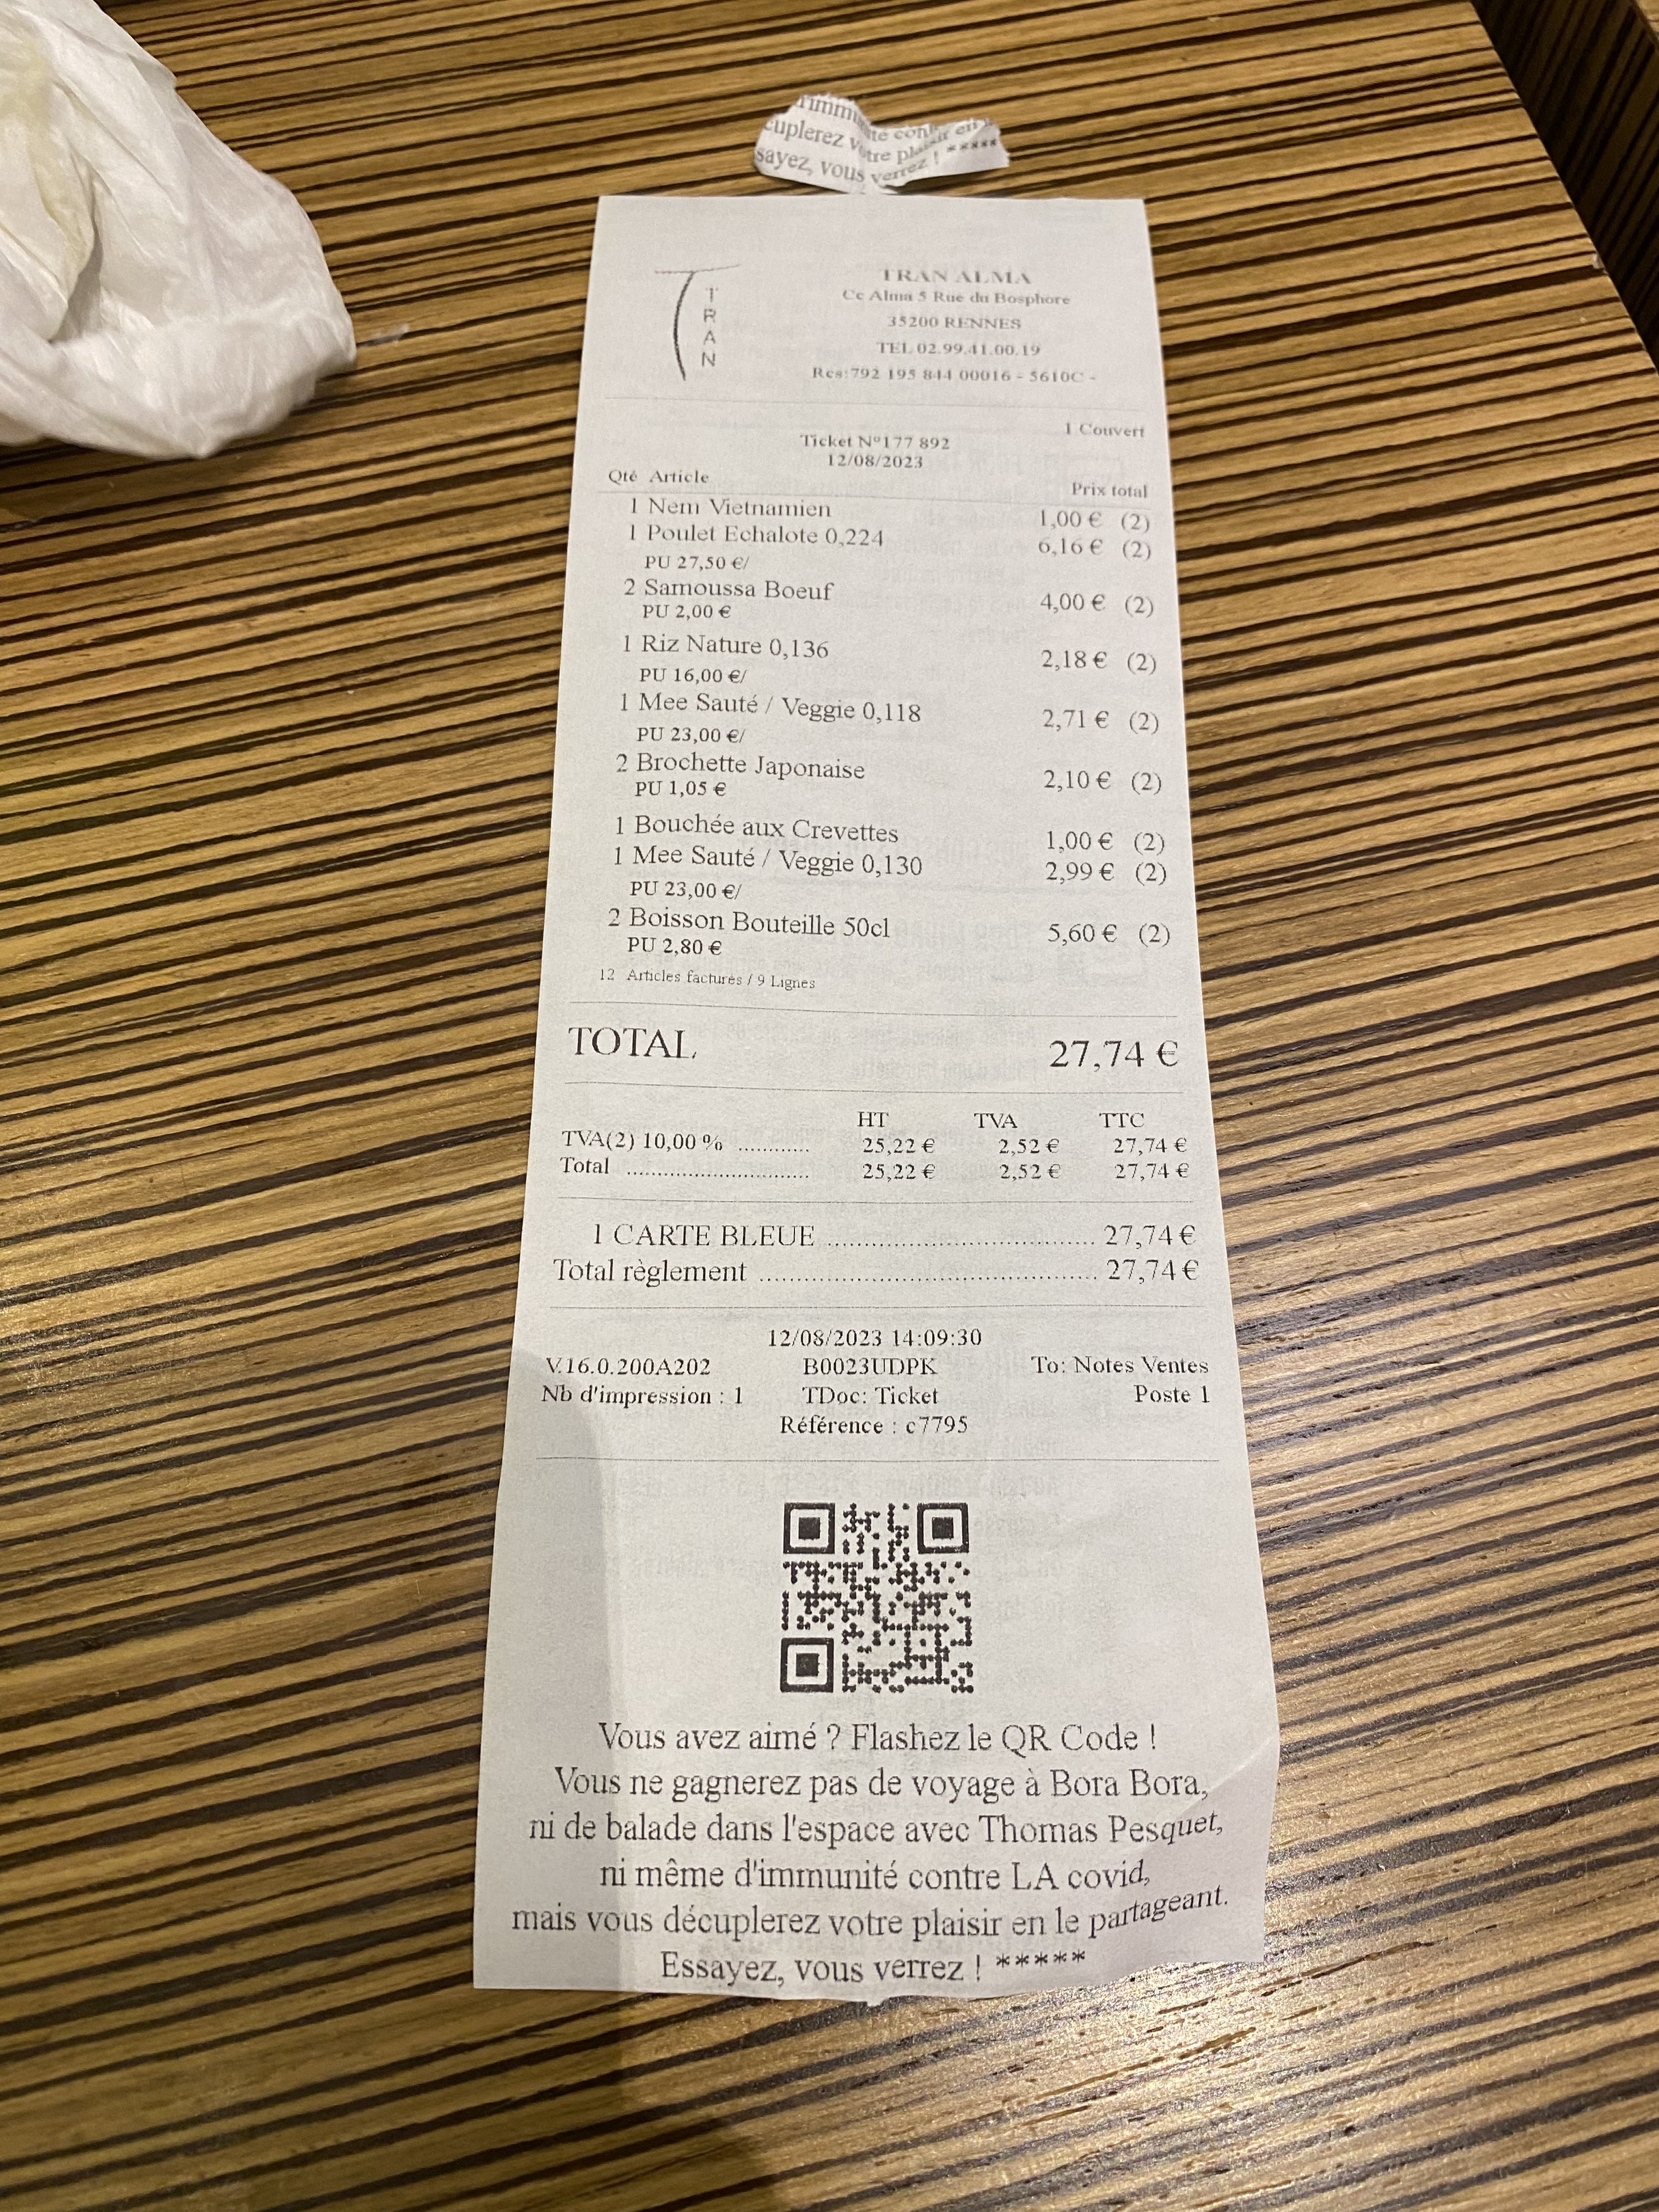 'immunité cont
cuplerez votre plaisir en
sayez, vous verrez ! *****
TRAN
TRAN ALMA
Cc Alma 5 Rue du Bosphore
35200 RENNES
TEL 02.99.41.00.19
Rcs:792 195 844 00016 - 5610C -
1 Couvert
Ticket N°177 892
12/08/2023
Qté Article Prix total
1 Nem Vietnamien 1,00 € (2)
1 Poulet Echalote 0,224 6,16 € (2)
PU 27,50 €/
2 Samoussa Boeuf 4,00 € (2)
PU 2,00 €
1 Riz Nature 0,136 2,18 € (2)
PU 16,00 €/
1 Mee Sauté / Veggie 0,118 2,71 € (2)
PU 23,00 €/
2 Brochette Japonaise 2,10 € (2)
PU 1,05 €
1 Bouchée aux Crevettes 1,00 € (2)
1 Mee Sauté / Veggie 0,130 2,99 € (2)
PU 23,00 €/
2 Boisson Bouteille 50cl 5,60 € (2)
PU 2,80 €
12 Articles facturés / 9 Lignes
TOTAL 27,74 €
HT TVA TTC
TVA(2) 10,00 % ............ 25,22 € 2,52 € 27,74 €
Total ............................... 25,22 € 2,52 € 27,74 €
1 CARTE BLEUE ........................................ 27,74 €
Total règlement .................................................. 27,74 €
12/08/2023 14:09:30
V.16.0.200A202 B0023UDPK To: Notes Ventes
Nb d'impression : 1 TDoc: Ticket Poste 1
Référence : c7795
Vous avez aimé ? Flashez le QR Code !
Vous ne gagnerez pas de voyage à Bora Bora,
ni de balade dans l'espace avec Thomas Pesquet,
ni même d'immunité contre LA covid,
mais vous décuplerez votre plaisir en le partageant.
Essayez, vous verrez ! *****